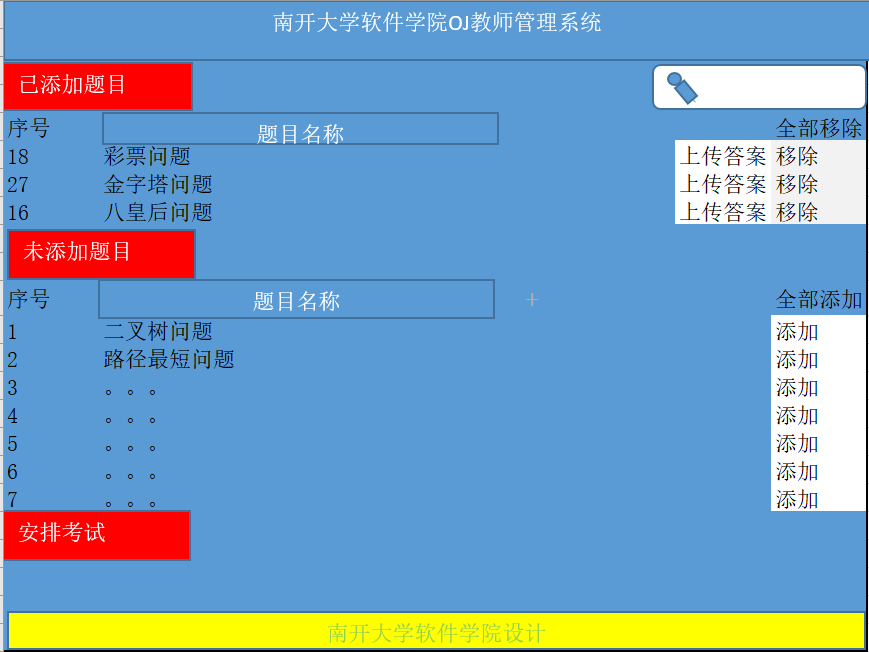 南开大学软件学院OJ教师管理系统
已添加题目
序号 题目名称 全部移除
18 彩票问题 上传答案 移除
27 金字塔问题 上传答案 移除
16 八皇后问题 上传答案 移除
未添加题目
序号 题目名称 全部添加
1 二叉树问题 添加
2 路径最短问题 添加
3 。。。 添加
4 。。。 添加
5 。。。 添加
6 。。。 添加
7 。。。 添加
安排考试
南开大学软件学院设计